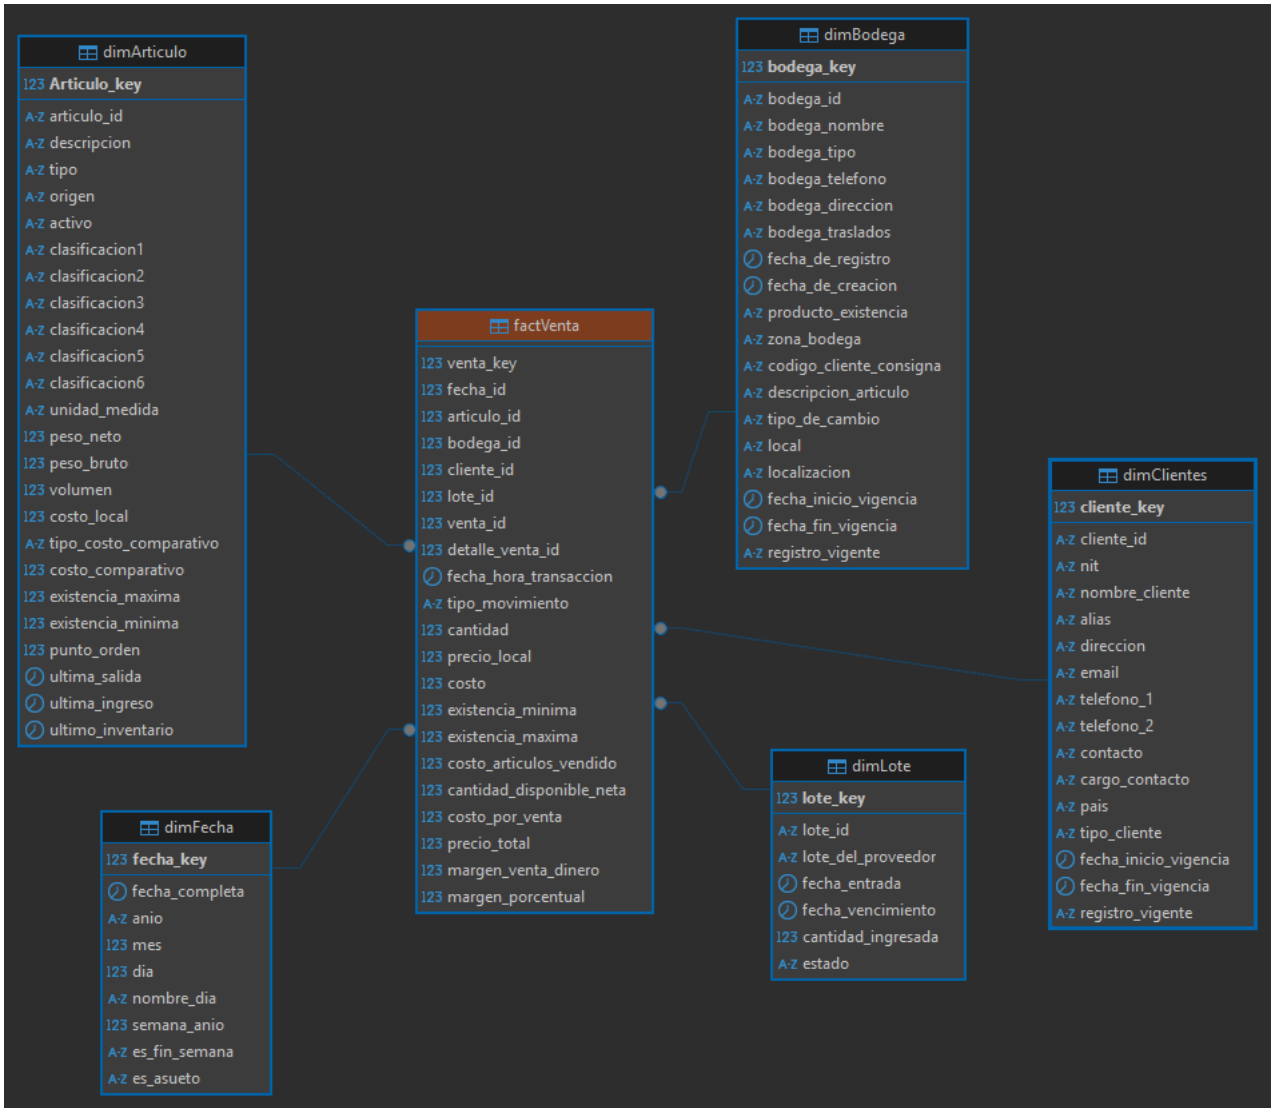 dimArticulo
123 Articulo_key
A-Z articulo_id
A-Z descripcion
A-Z tipo
A-Z origen
A-Z activo
A-Z clasificacion1
A-Z clasificacion2
A-Z clasificacion3
A-Z clasificacion4
A-Z clasificacion5
A-Z clasificacion6
A-Z unidad_medida
123 peso_neto
123 peso_bruto
123 volumen
123 costo_local
A-Z tipo_costo_comparativo
123 costo_comparativo
123 existencia_maxima
123 existencia_minima
123 punto_orden
ultima_salida
ultima_ingreso
ultimo_inventario
dimFecha
123 fecha_key
fecha_completa
A-Z anio
123 mes
123 dia
A-Z nombre_dia
123 semana_anio
A-Z es_fin_semana
A-Z es_asueto
factVenta
123 venta_key
123 fecha_id
123 articulo_id
123 bodega_id
123 cliente_id
123 lote_id
123 venta_id
123 detalle_venta_id
fecha_hora_transaccion
A-Z tipo_movimiento
123 cantidad
123 precio_local
123 costo
123 existencia_minima
123 existencia_maxima
123 costo_articulos_vendido
123 cantidad_disponible_neta
123 costo_por_venta
123 precio_total
123 margen_venta_dinero
123 margen_porcentual
dimBodega
123 bodega_key
A-Z bodega_id
A-Z bodega_nombre
A-Z bodega_tipo
A-Z bodega_telefono
A-Z bodega_direccion
A-Z bodega_traslados
fecha_de_registro
fecha_de_creacion
A-Z producto_existencia
A-Z zona_bodega
A-Z codigo_cliente_consigna
A-Z descripcion_articulo
A-Z tipo_de_cambio
A-Z local
A-Z localizacion
fecha_inicio_vigencia
fecha_fin_vigencia
A-Z registro_vigente
dimLote
123 lote_key
A-Z lote_id
A-Z lote_del_proveedor
fecha_entrada
fecha_vencimiento
123 cantidad_ingresada
A-Z estado
dimClientes
123 cliente_key
A-Z cliente_id
A-Z nit
A-Z nombre_cliente
A-Z alias
A-Z direccion
A-Z email
A-Z telefono_1
A-Z telefono_2
A-Z contacto
A-Z cargo_contacto
A-Z pais
A-Z tipo_cliente
fecha_inicio_vigencia
fecha_fin_vigencia
A-Z registro_vigente